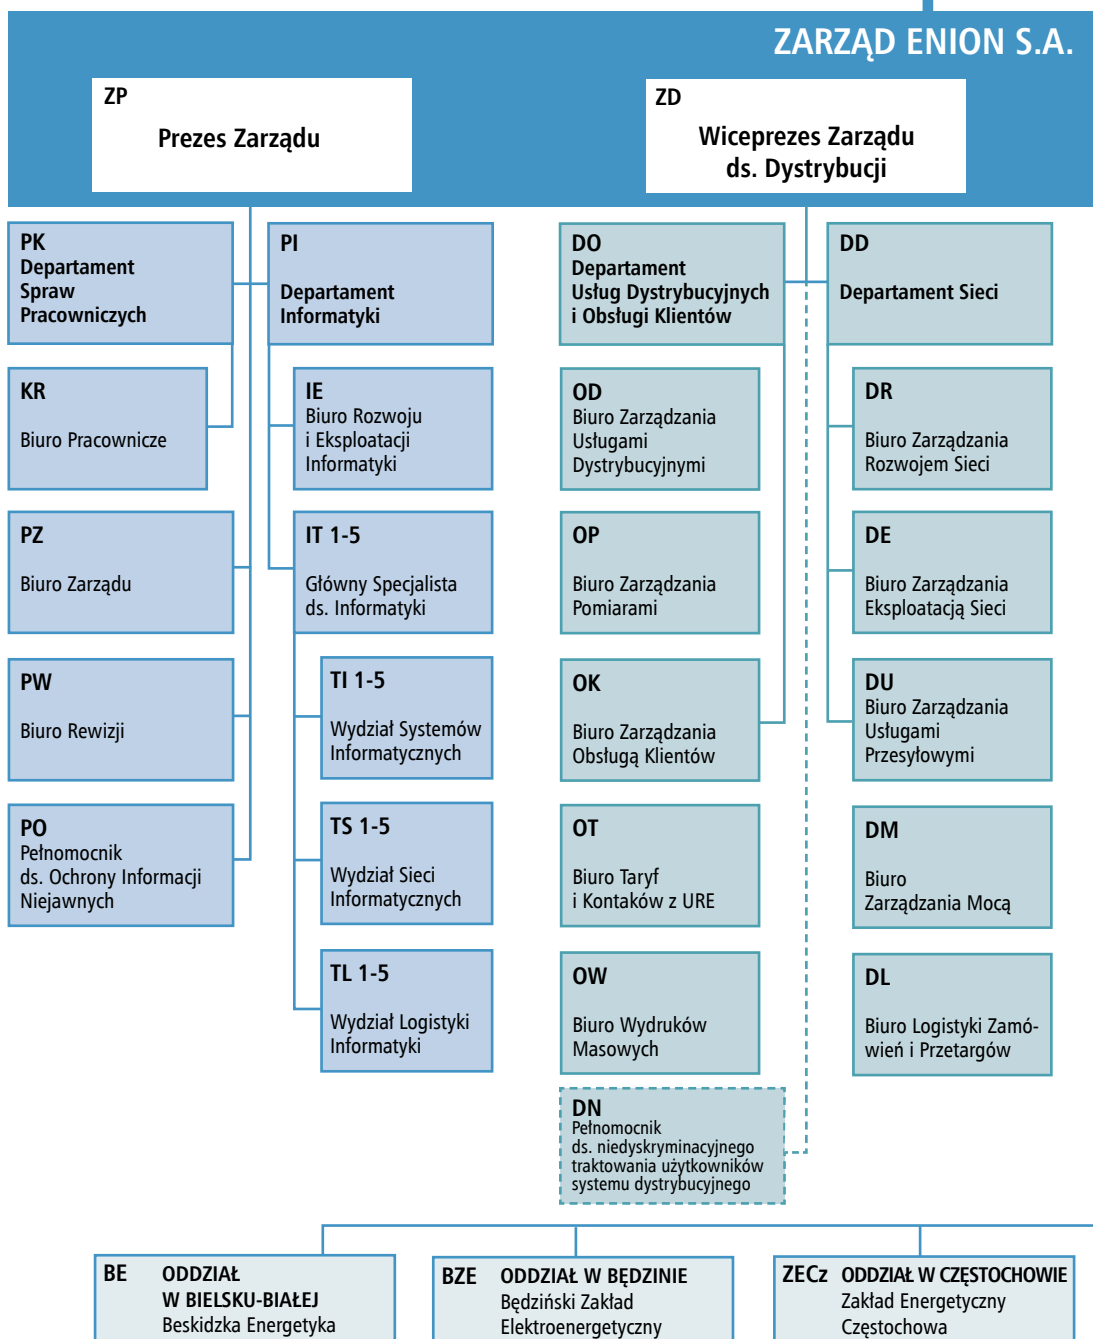 ZARZĄD ENION S.A.
ZP
Prezes Zarządu
ZD
Wiceprezes Zarządu
ds. Dystrybucji
PK
Departament
Spraw
Pracowniczych
KR
Biuro Pracownicze
PZ
Biuro Zarządu
PW
Biuro Rewizji
PO
Pełnomocnik
ds. Ochrony Informacji
Niejawnych
PI
Departament
Informatyki
IE
Biuro Rozwoju
i Eksploatacji
Informatyki
IT 1-5
Główny Specjalista
ds. Informatyki
TI 1-5
Wydział Systemów
Informatycznych
TS 1-5
Wydział Sieci
Informatycznych
TL 1-5
Wydział Logistyki
Informatyki
DO
Departament
Usług Dystrybucyjnych
i Obsługi Klientów
OD
Biuro Zarządzania
Usługami
Dystrybucyjnymi
OP
Biuro Zarządzania
Pomiarami
OK
Biuro Zarządzania
Obsługą Klientów
OT
Biuro Taryf
i Kontaków z URE
OW
Biuro Wydruków
Masowych
DN
Pełnomocnik
ds. niedyskryminacyjnego
traktowania użytkowników
systemu dystrybucyjnego
DD
Departament Sieci
DR
Biuro Zarządzania
Rozwojem Sieci
DE
Biuro Zarządzania
Eksploatacją Sieci
DU
Biuro Zarządzania
Usługami
Przesyłowymi
DM
Biuro
Zarządzania Mocą
DL
Biuro Logistyki Zamó-
wień i Przetargów
BE ODDZIAŁ
W BIELSKU-BIAŁEJ
Beskidzka Energetyka
BZE ODDZIAŁ W BĘDZINIE
Będziński Zakład
Elektroenergetyczny
ZECz ODDZIAŁ W CZĘSTOCHOWIE
Zakład Energetyczny
Częstochowa